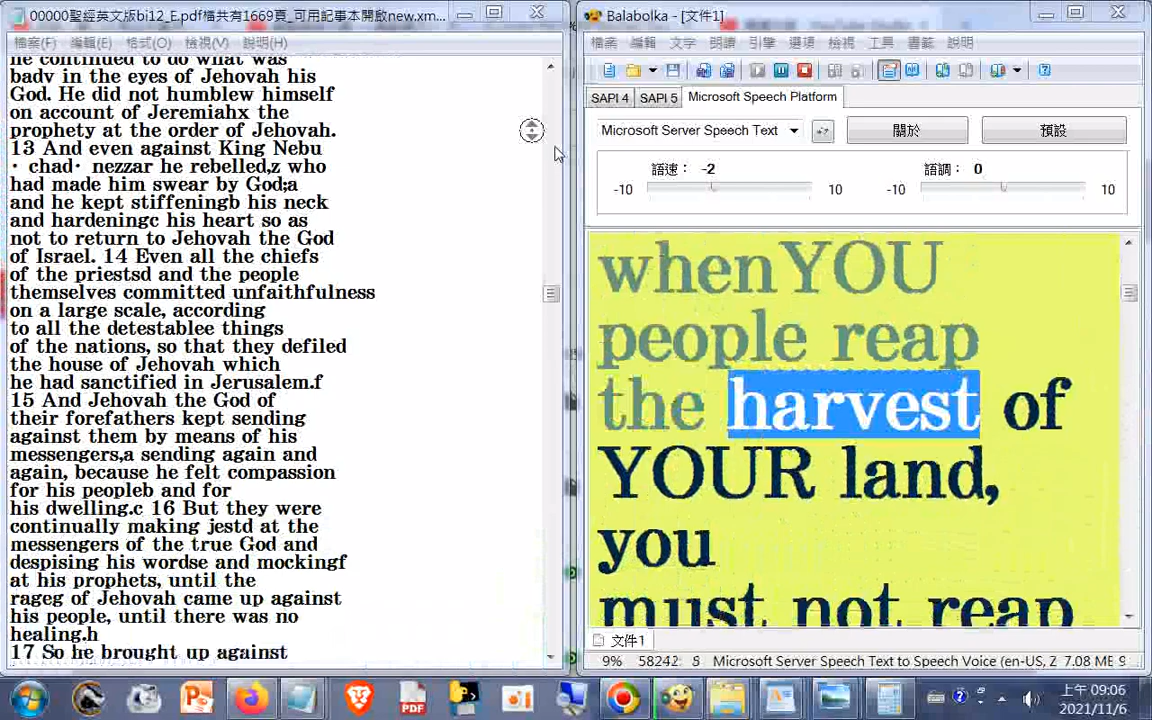 00000聖經英文版bi12_E.pdf檔共有1669頁_可用記事本開啟new.xm...
檔案(F) 編輯(E) 格式(O) 檢視(V) 說明(H)
he continued to do what was
badv in the eyes of Jehovah his
God. He did not humblew himself
on account of Jeremiahx the
prophety at the order of Jehovah.
13 And even against King Nebu
· chad· nezzar he rebelled,z who
had made him swear by God;a
and he kept stiffeningb his neck
and hardeningc his heart so as
not to return to Jehovah the God
of Israel. 14 Even all the chiefs
of the priestsd and the people
themselves committed unfaithfulness
on a large scale, according
to all the detestablee things
of the nations, so that they defiled
the house of Jehovah which
he had sanctified in Jerusalem.f
15 And Jehovah the God of
their forefathers kept sending
against them by means of his
messengers,a sending again and
again, because he felt compassion
for his peopleb and for
his dwelling.c 16 But they were
continually making jestd at the
messengers of the true God and
despising his wordse and mockingf
at his prophets, until the
rageg of Jehovah came up against
his people, until there was no
healing.h
17 So he brought up against
Balabolka - [文件1]
檔案 編輯 文字 朗讀 引擎 選項 檢視 工具 書籤 說明
SAPI 4 SAPI 5 Microsoft Speech Platform
Microsoft Server Speech Text 關於 預設
語速: -2 語調: 0
-10 10 -10 10
when YOU
people reap
the harvest of
YOUR land,
you
must not reap
文件1
9% 58242: S Microsoft Server Speech Text to Speech Voice (en-US, Z 7.08 MB 9
PDF
上午 09:06
2021/11/6